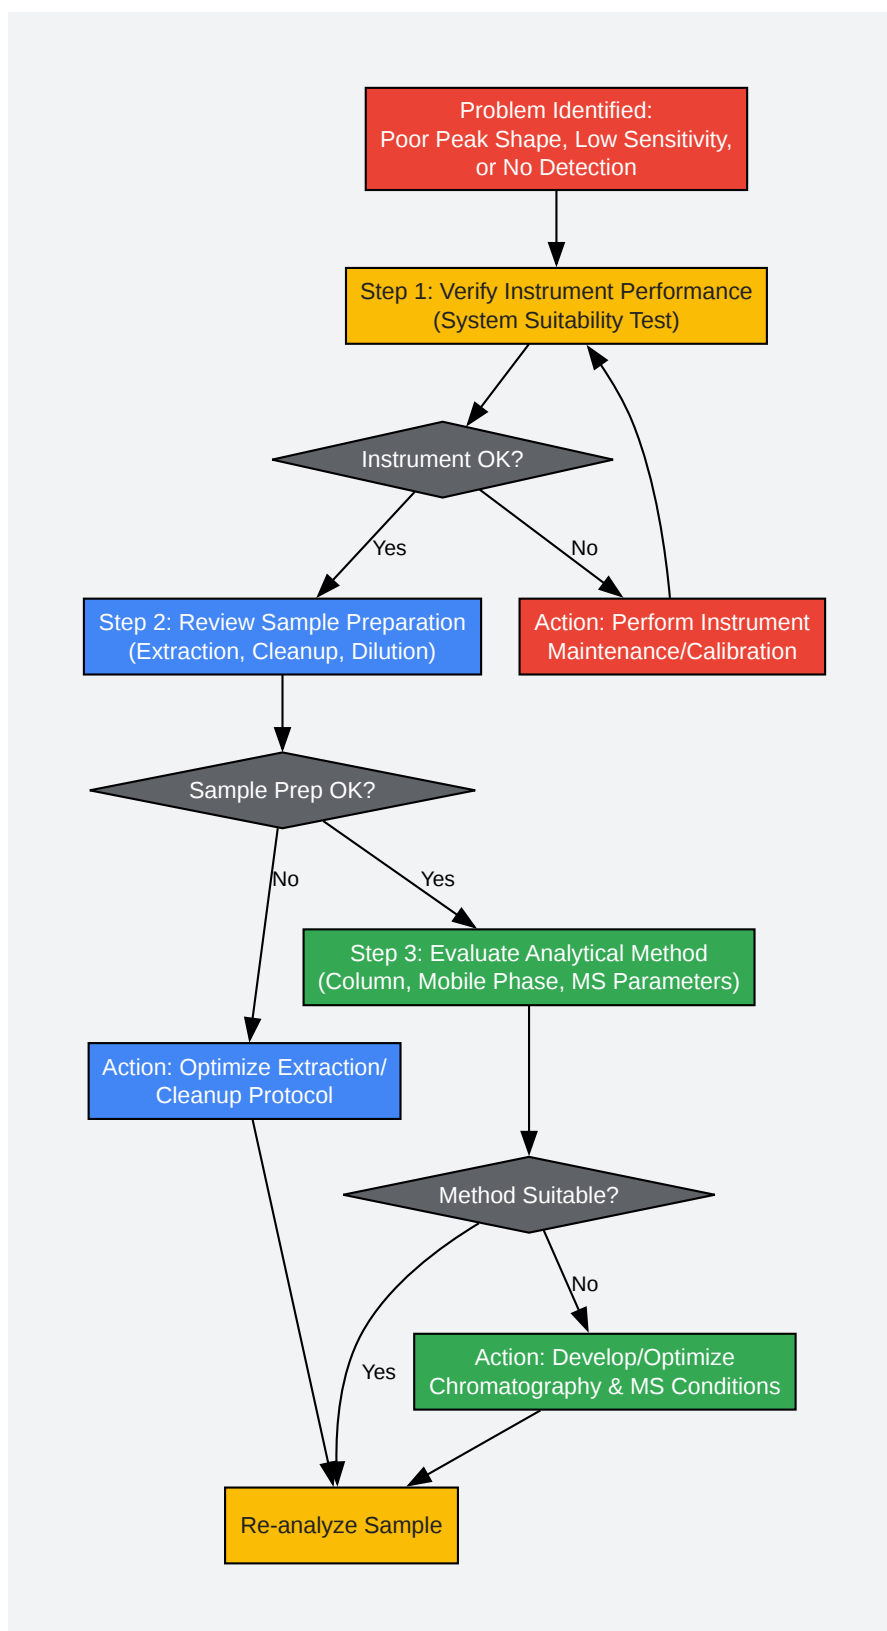 Problem Identified:
Poor Peak Shape, Low Sensitivity,
or No Detection
Step 1: Verify Instrument Performance
(System Suitability Test)
Instrument OK?
Yes
No
Step 2: Review Sample Preparation
(Extraction, Cleanup, Dilution)
Action: Perform Instrument
Maintenance/Calibration
Sample Prep OK?
No
Yes
Step 3: Evaluate Analytical Method
(Column, Mobile Phase, MS Parameters)
Action: Optimize Extraction/
Cleanup Protocol
Method Suitable?
No
Yes
Action: Develop/Optimize
Chromatography & MS Conditions
Re-analyze Sample